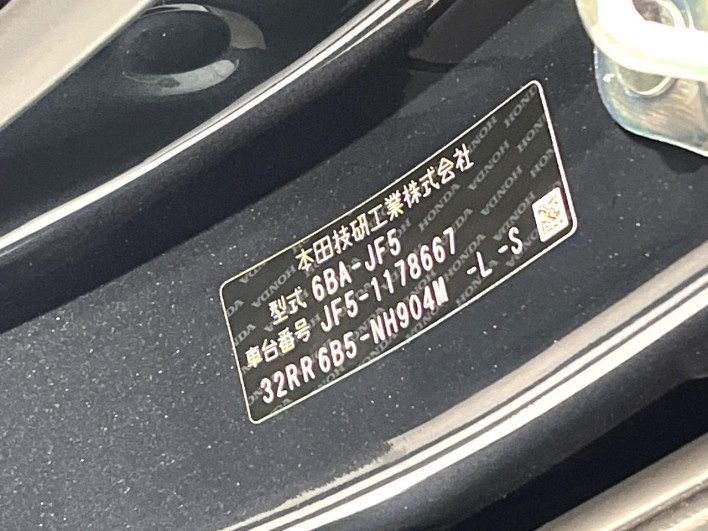 本田技研工業株式会社
型式 6BA-JF5
車台番号 JF5-1178667
32RR 6B5-NH904M -L -S